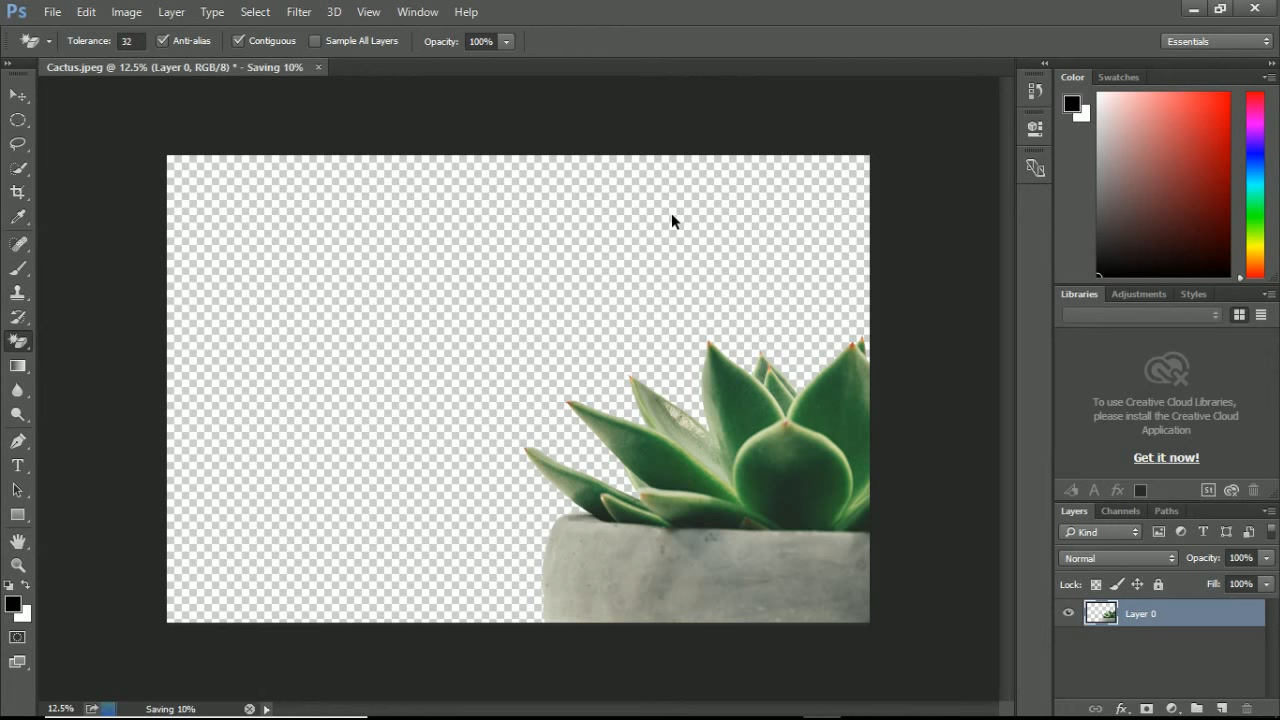 Ps File Edit Image Layer Type Select Filter 3D View Window Help
Tolerance: 32 Anti-alias Contiguous Sample All Layers Opacity: 100% Essentials
Cactus.jpeg @ 12.5% (Layer 0, RGB/8) * - Saving 10% ×
Color Swatches
Libraries Adjustments Styles
To use Creative Cloud Libraries,
please install the Creative Cloud
Application
Get it now!
A fx St
Layers Channels Paths
Kind T
Normal Opacity: 100%
Lock: Fill: 100%
Layer 0
T
12.5% Saving 10% fx